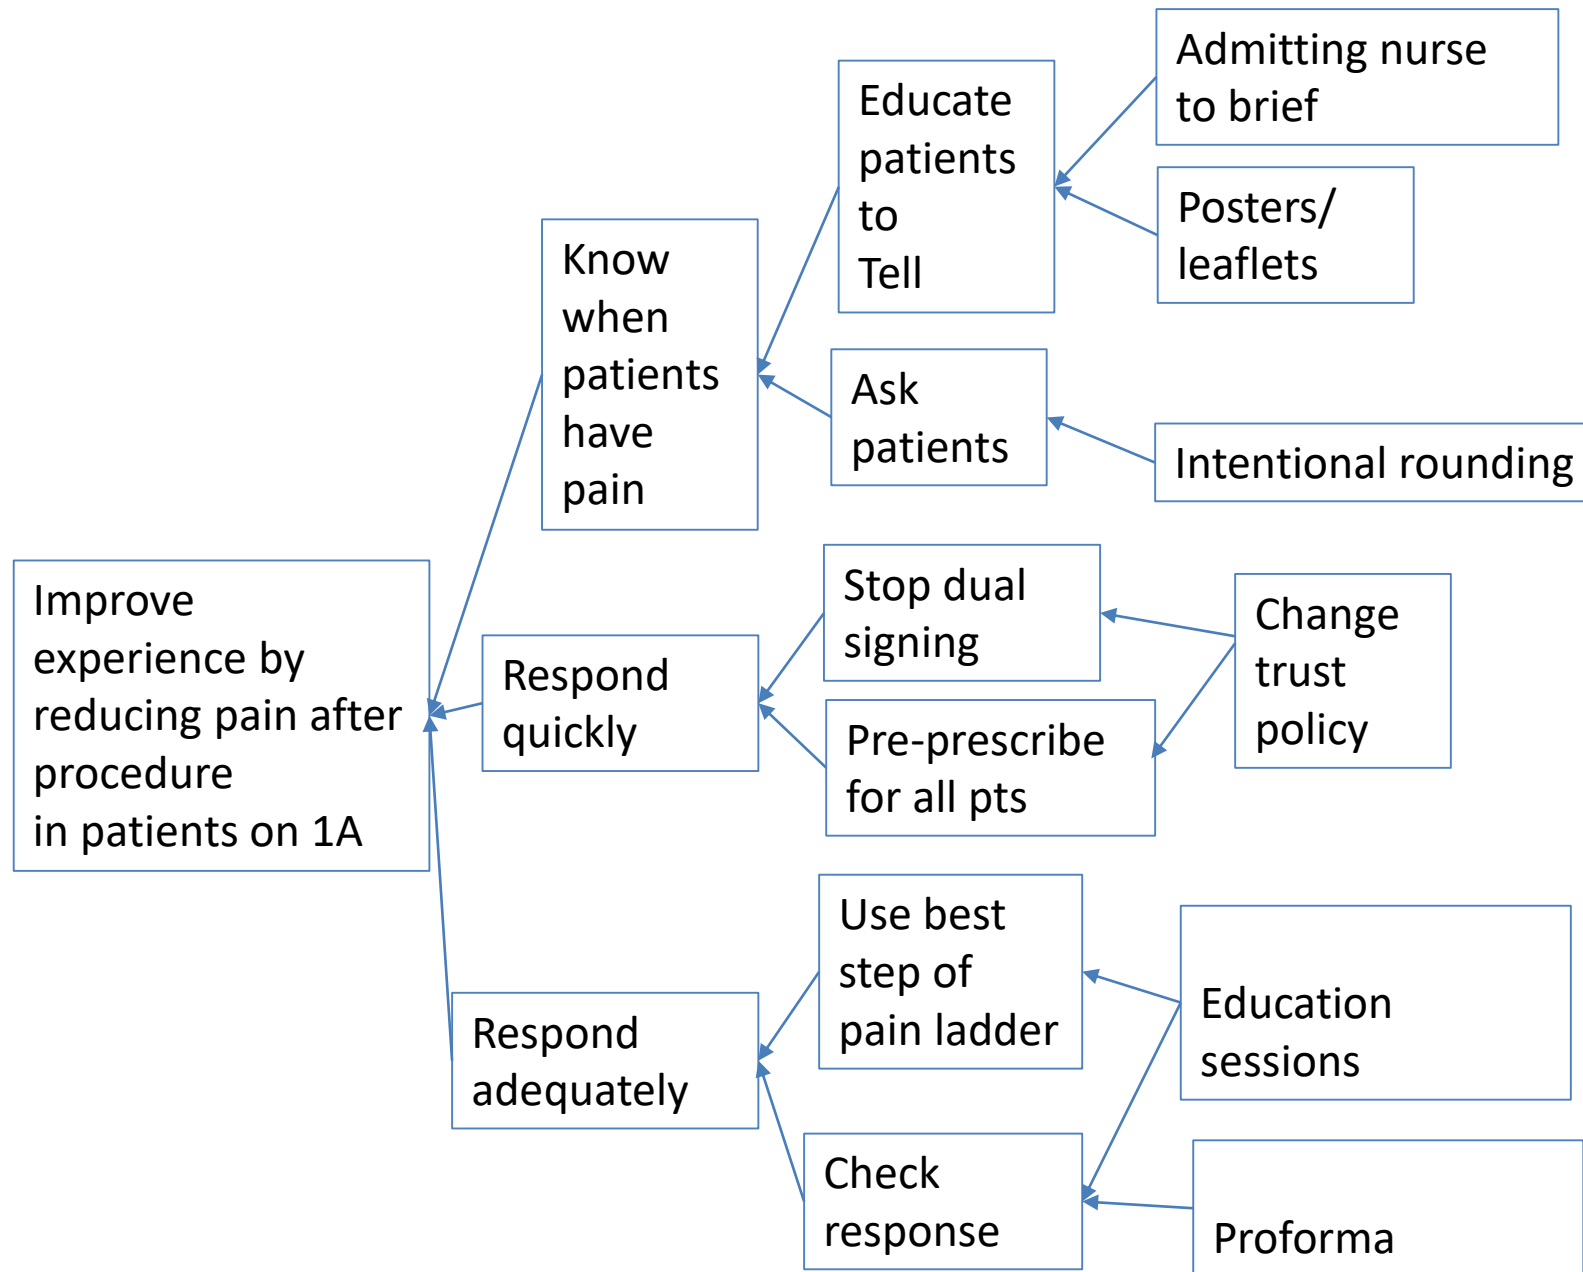 Improve
experience by
reducing pain after
procedure
in patients on 1A
Know
when
patients
have
pain
Respond
quickly
Respond
adequately
Educate
patients
to
Tell
Ask
patients
Stop dual
signing
Pre-prescribe
for all pts
Use best
step of
pain ladder
Check
response
Admitting nurse
to brief
Posters/
leaflets
Intentional rounding
Change
trust
policy
Education
sessions
Proforma